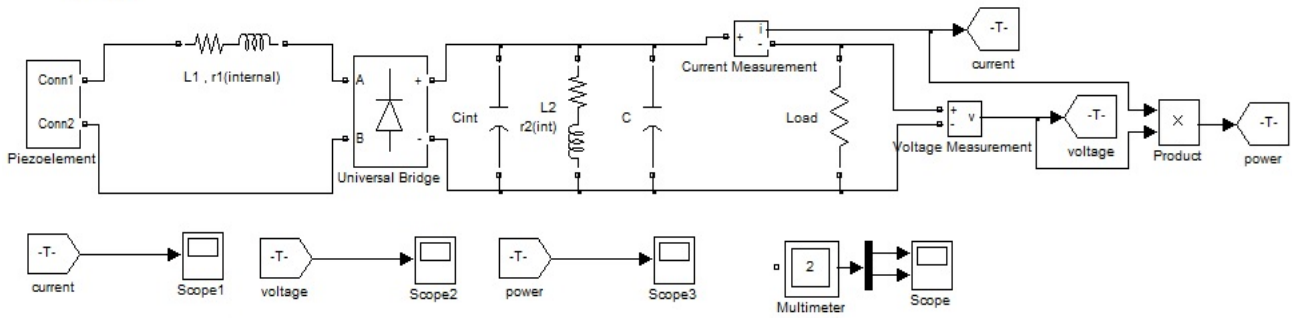 -T-
current
i
+
-
Current Measurement
L1 , r1(internal)
Conn1
Conn2
Piezoelement
A
B
+
-
Universal Bridge
Cint
L2
r2(int)
C
Load
+
-
v
Voltage Measurement
-T-
voltage
×
Product
-T-
power
-T-
current
Scope1
-T-
voltage
Scope2
-T-
power
Scope3
2
Multimeter
Scope